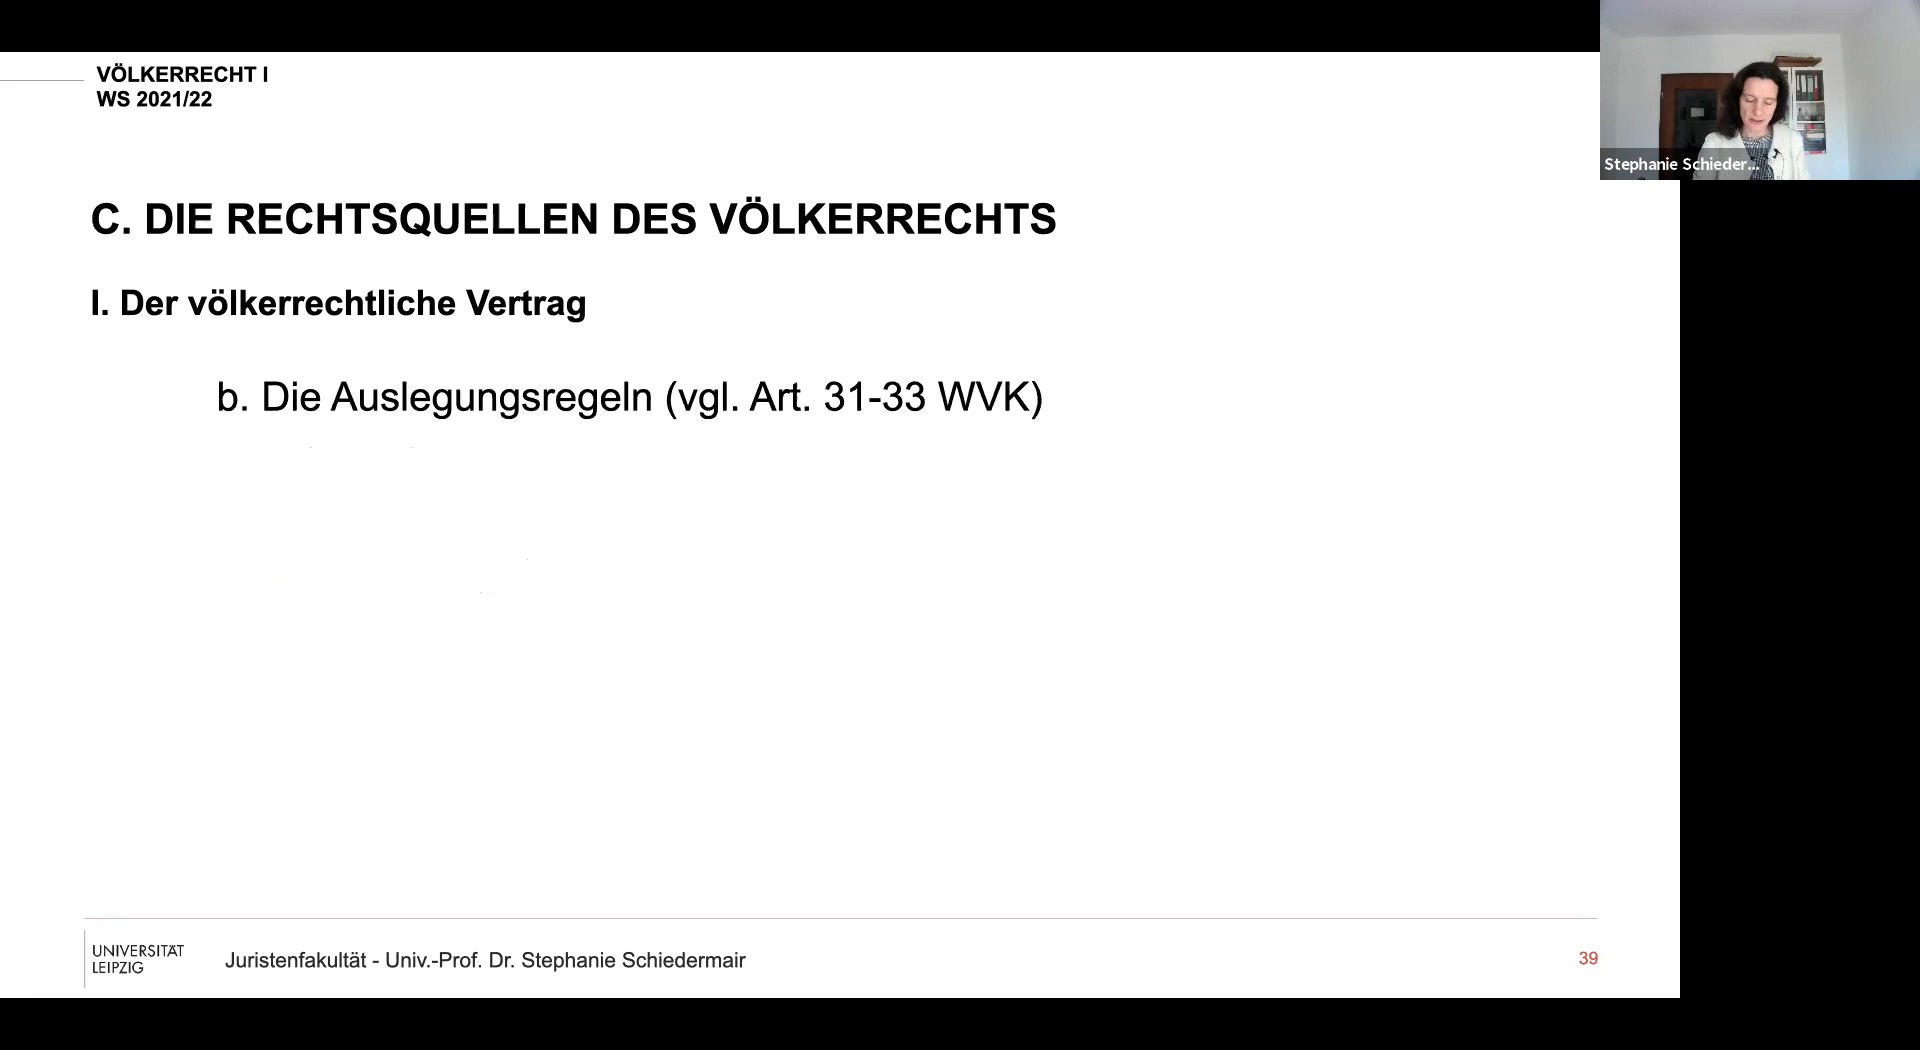 VÖLKERRECHT I
WS 2021/22
Stephanie Schieder...
C. DIE RECHTSQUELLEN DES VÖLKERRECHTS
I. Der völkerrechtliche Vertrag
b. Die Auslegungsregeln (vgl. Art. 31-33 WVK)
UNIVERSITÄT
LEIPZIG
Juristenfakultät - Univ.-Prof. Dr. Stephanie Schiedermair
39